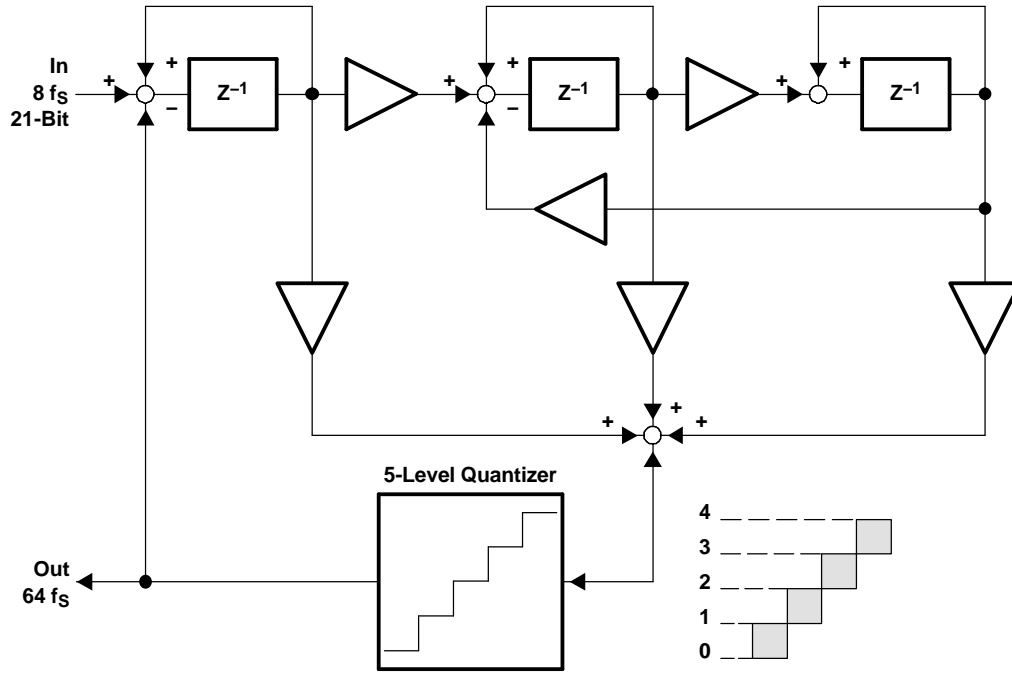 In
8 fS
21-Bit
+ + −
Z–1
+ + −
Z–1
+ +
Z–1
+ + +
5-Level Quantizer
Out
64 fS
4
3
2
1
0